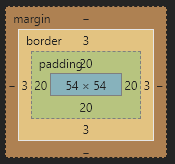 margin –
border 3
padding 20
– 3 20 54 × 54 20 3 –
20
3
–